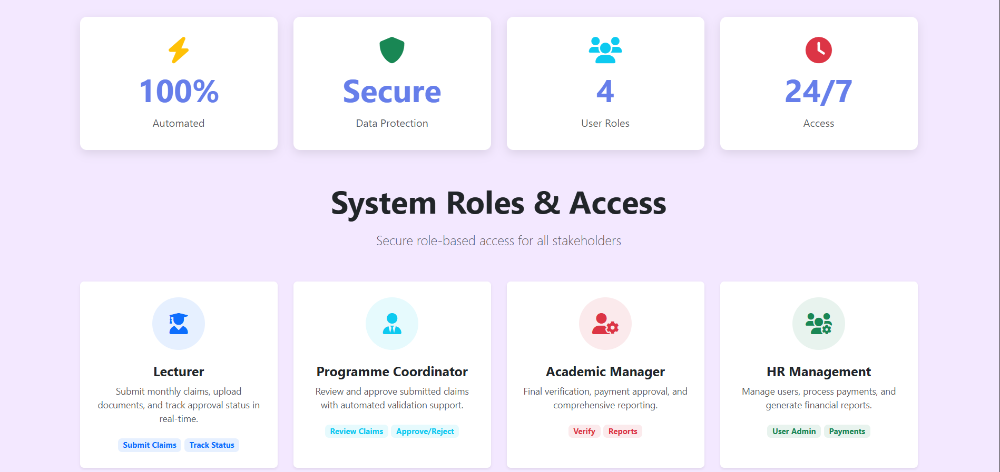 100%
Automated
Secure
Data Protection
4
User Roles
24/7
Access
System Roles & Access
Secure role-based access for all stakeholders
Lecturer
Submit monthly claims, upload
documents, and track approval status in
real-time.
Submit Claims
Track Status
Programme Coordinator
Review and approve submitted claims
with automated validation support.
Review Claims
Approve/Reject
Academic Manager
Final verification, payment approval, and
comprehensive reporting.
Verify
Reports
HR Management
Manage users, process payments, and
generate financial reports.
User Admin
Payments